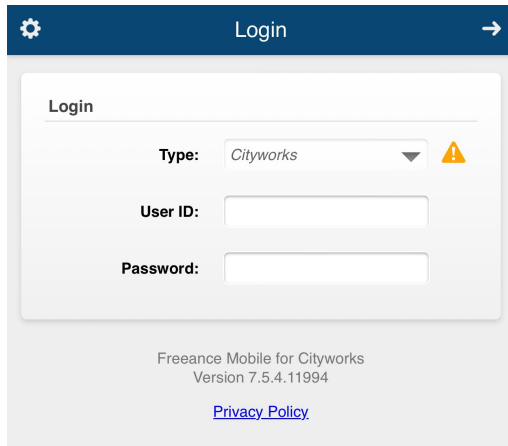 Login
Login
Type: Cityworks
User ID:
Password:
Freeance Mobile for Cityworks
Version 7.5.4.11994
Privacy Policy